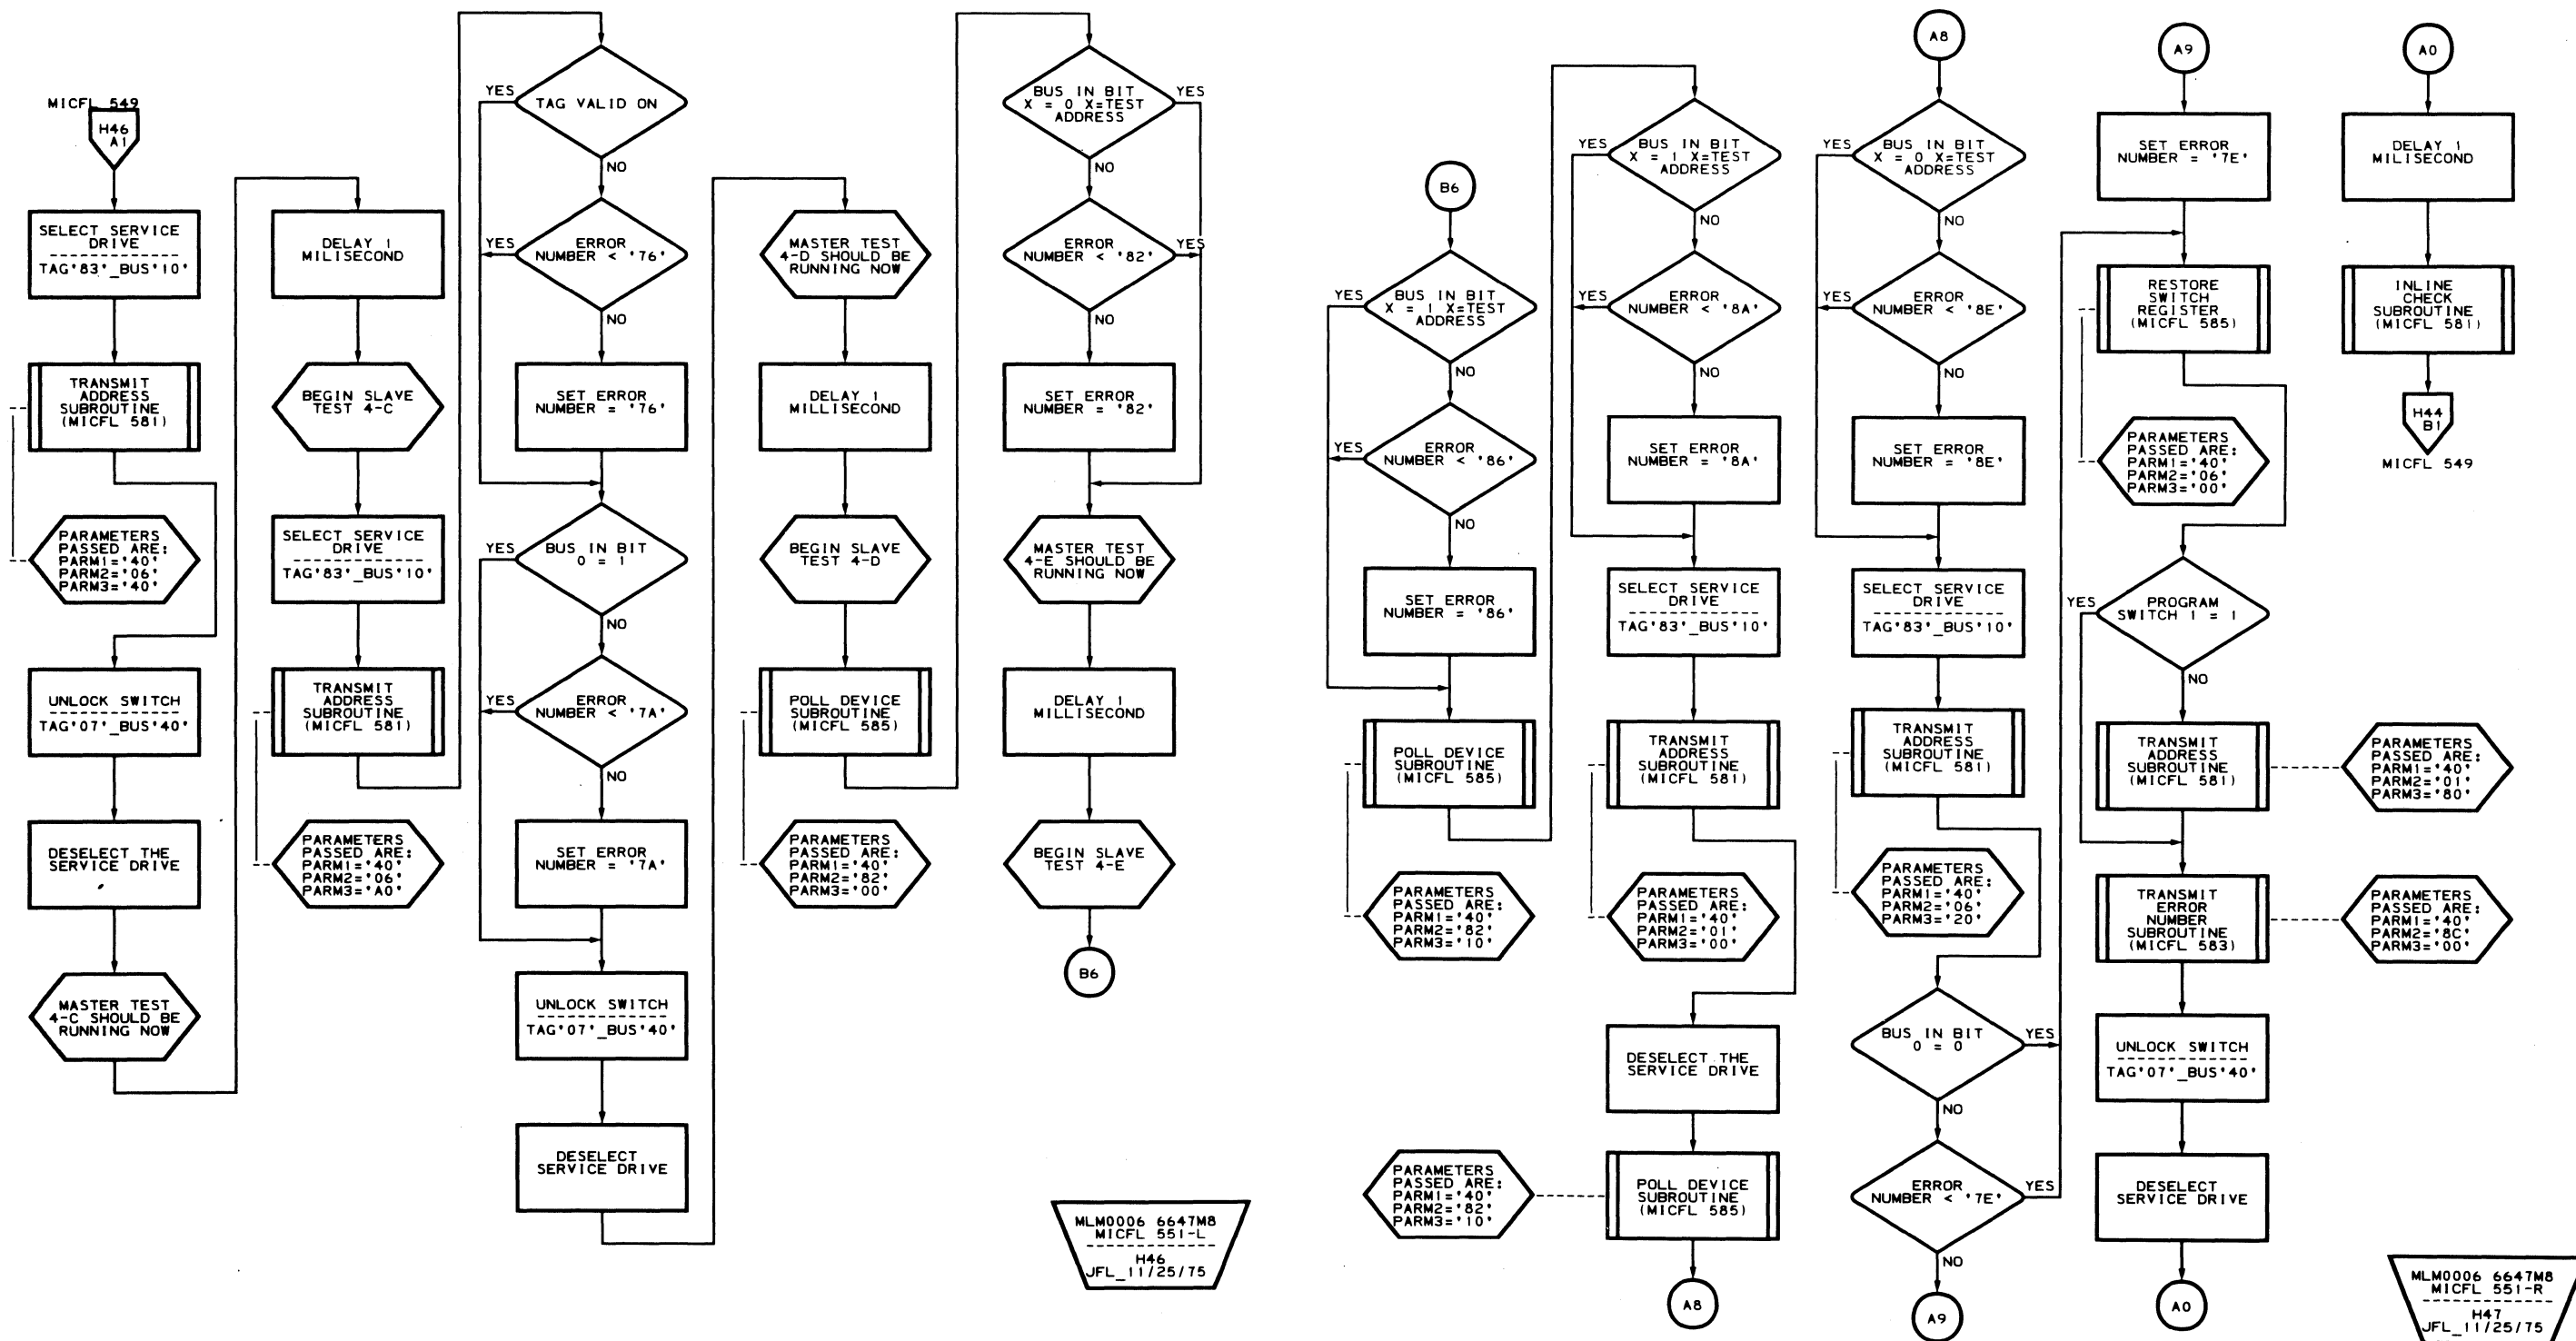 MICFL 549
H46
A1
SELECT SERVICE
DRIVE
TAG'83'_BUS'10'
TRANSMIT
ADDRESS
SUBROUTINE
(MICFL 581)
PARAMETERS
PASSED ARE:
PARM1='40'
PARM2='06'
PARM3='40'
UNLOCK SWITCH
TAG'07'_BUS'40'
DESELECT THE
SERVICE DRIVE
MASTER TEST
4-C SHOULD BE
RUNNING NOW
DELAY 1
MILISECOND
BEGIN SLAVE
TEST 4-C
SELECT SERVICE
DRIVE
TAG'83'_BUS'10'
TRANSMIT
ADDRESS
SUBROUTINE
(MICFL 581)
PARAMETERS
PASSED ARE:
PARM1='40'
PARM2='06'
PARM3='A0'
YES
TAG VALID ON
NO
YES
ERROR
NUMBER < '76'
NO
SET ERROR
NUMBER = '76'
YES
BUS IN BIT
0 = 1
NO
YES
ERROR
NUMBER < '7A'
NO
SET ERROR
NUMBER = '7A'
UNLOCK SWITCH
TAG'07'_BUS'40'
DESELECT
SERVICE DRIVE
MASTER TEST
4-D SHOULD BE
RUNNING NOW
DELAY 1
MILLISECOND
BEGIN SLAVE
TEST 4-D
POLL DEVICE
SUBROUTINE
(MICFL 585)
PARAMETERS
PASSED ARE:
PARM1='40'
PARM2='82'
PARM3='00'
BUS IN BIT
X = 0 X=TEST
ADDRESS
YES
NO
ERROR
NUMBER < '82'
YES
NO
SET ERROR
NUMBER = '82'
MASTER TEST
4-E SHOULD BE
RUNNING NOW
DELAY 1
MILLISECOND
BEGIN SLAVE
TEST 4-E
B6
MLM0006 6647M8
MICFL 551-L
H46
JFL_11/25/75
B6
YES
BUS IN BIT
X = 1 X=TEST
ADDRESS
NO
YES
ERROR
NUMBER < '86'
NO
SET ERROR
NUMBER = '86'
POLL DEVICE
SUBROUTINE
(MICFL 585)
PARAMETERS
PASSED ARE:
PARM1='40'
PARM2='82'
PARM3='10'
YES
BUS IN BIT
X = 1 X=TEST
ADDRESS
NO
YES
ERROR
NUMBER < '8A'
NO
SET ERROR
NUMBER = '8A'
SELECT SERVICE
DRIVE
TAG'83'_BUS'10'
TRANSMIT
ADDRESS
SUBROUTINE
(MICFL 581)
PARAMETERS
PASSED ARE:
PARM1='40'
PARM2='01'
PARM3='00'
DESELECT THE
SERVICE DRIVE
POLL DEVICE
SUBROUTINE
(MICFL 585)
PARAMETERS
PASSED ARE:
PARM1='40'
PARM2='82'
PARM3='10'
A8
A8
YES
BUS IN BIT
X = 0 X=TEST
ADDRESS
NO
YES
ERROR
NUMBER < '8E'
NO
SET ERROR
NUMBER = '8E'
SELECT SERVICE
DRIVE
TAG'83'_BUS'10'
TRANSMIT
ADDRESS
SUBROUTINE
(MICFL 581)
PARAMETERS
PASSED ARE:
PARM1='40'
PARM2='06'
PARM3='20'
BUS IN BIT
0 = 0
YES
NO
ERROR
NUMBER < '7E'
YES
NO
A9
A9
SET ERROR
NUMBER = '7E'
RESTORE
SWITCH
REGISTER
(MICFL 585)
PARAMETERS
PASSED ARE:
PARM1='40'
PARM2='06'
PARM3='00'
YES
PROGRAM
SWITCH 1 = 1
NO
TRANSMIT
ADDRESS
SUBROUTINE
(MICFL 581)
PARAMETERS
PASSED ARE:
PARM1='40'
PARM2='01'
PARM3='80'
TRANSMIT
ERROR
NUMBER
SUBROUTINE
(MICFL 583)
PARAMETERS
PASSED ARE:
PARM1='40'
PARM2='8C'
PARM3='00'
UNLOCK SWITCH
TAG'07'_BUS'40'
DESELECT
SERVICE DRIVE
A0
A0
DELAY 1
MILISECOND
INLINE
CHECK
SUBROUTINE
(MICFL 581)
H44
B1
MICFL 549
MLM0006 6647M8
MICFL 551-R
H47
JFL_11/25/75